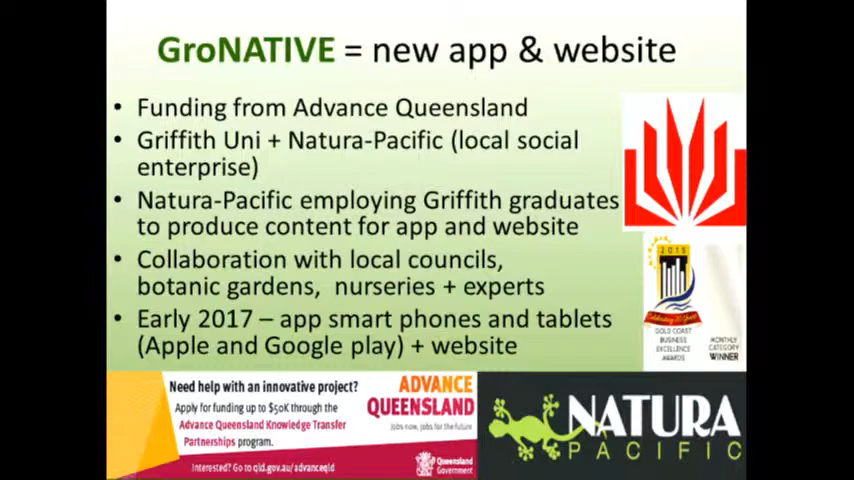 GroNATIVE = new app & website
• Funding from Advance Queensland
• Griffith Uni + Natura-Pacific (local social
enterprise)
• Natura-Pacific employing Griffith graduates
to produce content for app and website
• Collaboration with local councils,
botanic gardens, nurseries + experts
• Early 2017 – app smart phones and tablets
(Apple and Google play) + website
2015
Celebrating 20 Years
GOLD COAST
BUSINESS
EXCELLENCE
AWARDS
MONTHLY
CATEGORY
WINNER
Need help with an innovative project?
Apply for funding up to $50K through the
Advance Queensland Knowledge Transfer
Partnerships program.
Interested? Go to qld.gov.au/advanceqld
ADVANCE
QUEENSLAND
Jobs now, jobs for the future
Queensland
Government
NATURA
PACIFIC